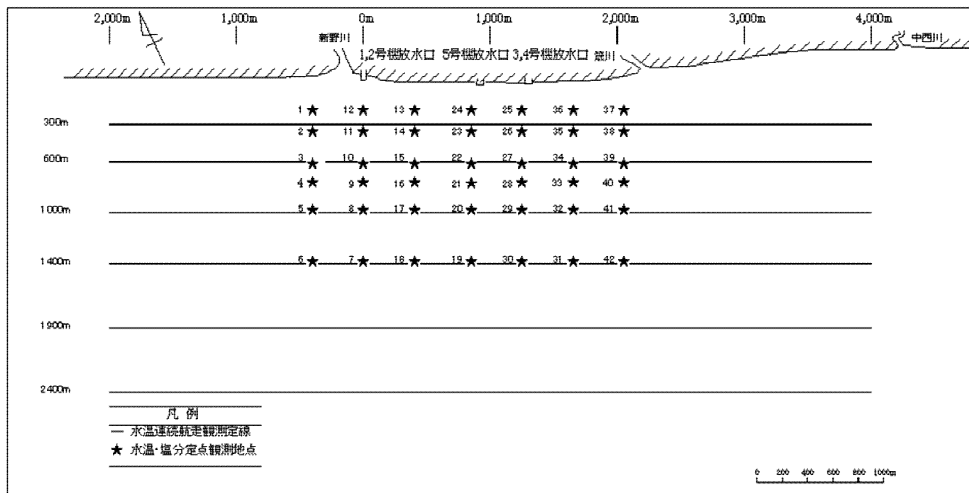 2,000m 1,000m 0m 1,000m 2,000m 3,000m 4,000m
新野川 1,2号機放水口 5号機放水口 3,4号機放水口 筬川 中西川
1 12 13 24 25 36 37
300m
2 11 14 23 26 35 38
600m 3 10 15 22 27 34 39
4 9 16 21 28 33 40
1000m 5 8 17 20 29 32 41
1400m 6 7 18 19 30 31 42
1900m
2400m
凡 例
水温連続航走観測定線
水温・塩分定点観測地点
0 200 400 600 800 1000m